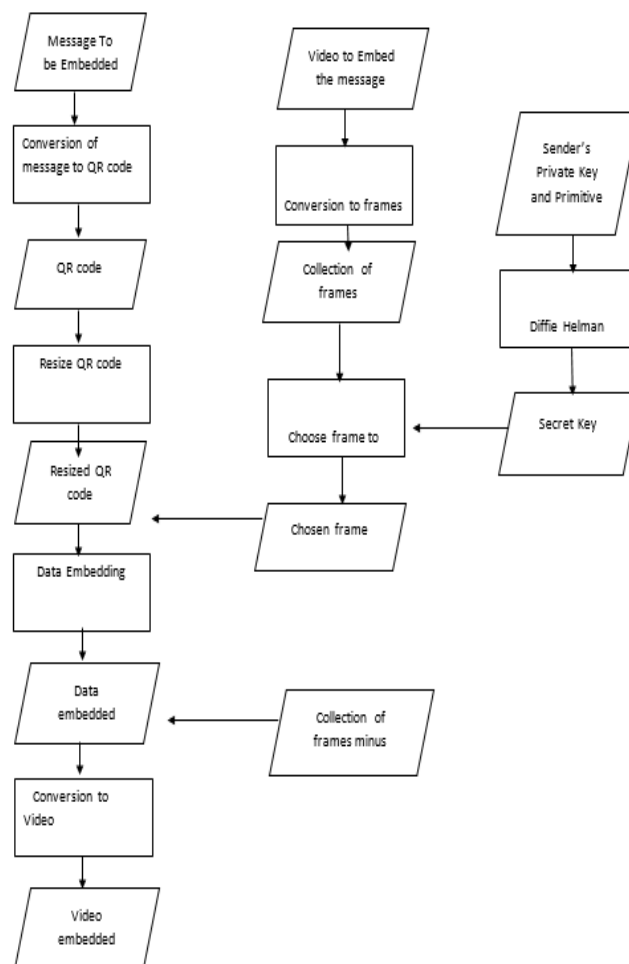 Message To
be Embedded
Conversion of
message to QR code
QR code
Resize QR code
Resized QR
code
Data Embedding
Data
embedded
Conversion to
Video
Video
embedded
Video to Embed
the message
Conversion to frames
Collection of
frames
Choose frame to
Chosen frame
Collection of
frames minus
Sender's
Private Key
and Primitive
Diffie Helman
Secret Key